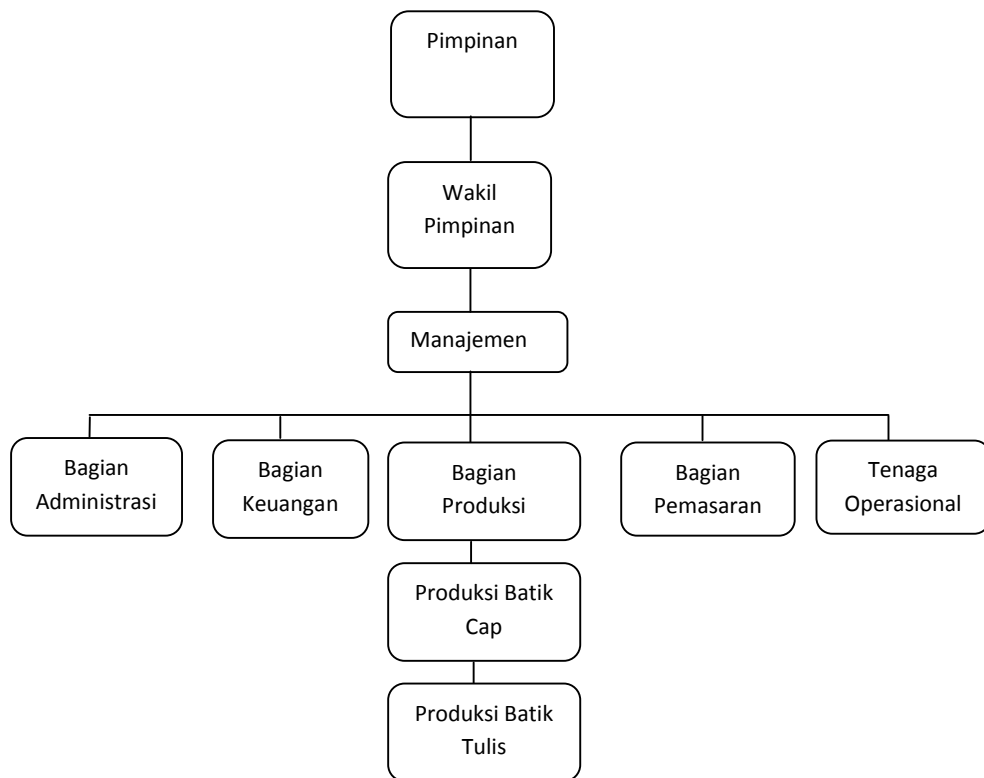 Pimpinan
Wakil
Pimpinan
Manajemen
Bagian
Administrasi
Bagian
Keuangan
Bagian
Produksi
Bagian
Pemasaran
Tenaga
Operasional
Produksi Batik
Cap
Produksi Batik
Tulis